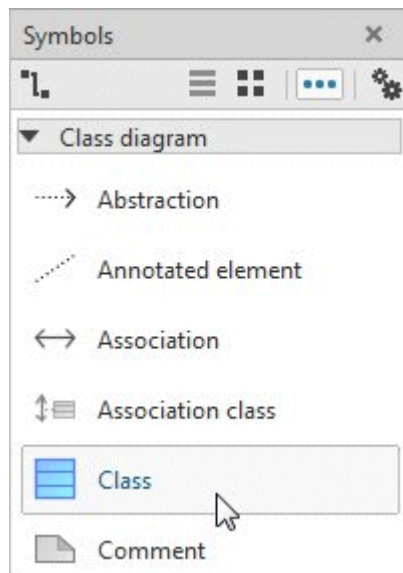 Symbols
Class diagram
Abstraction
Annotated element
Association
Association class
Class
Comment